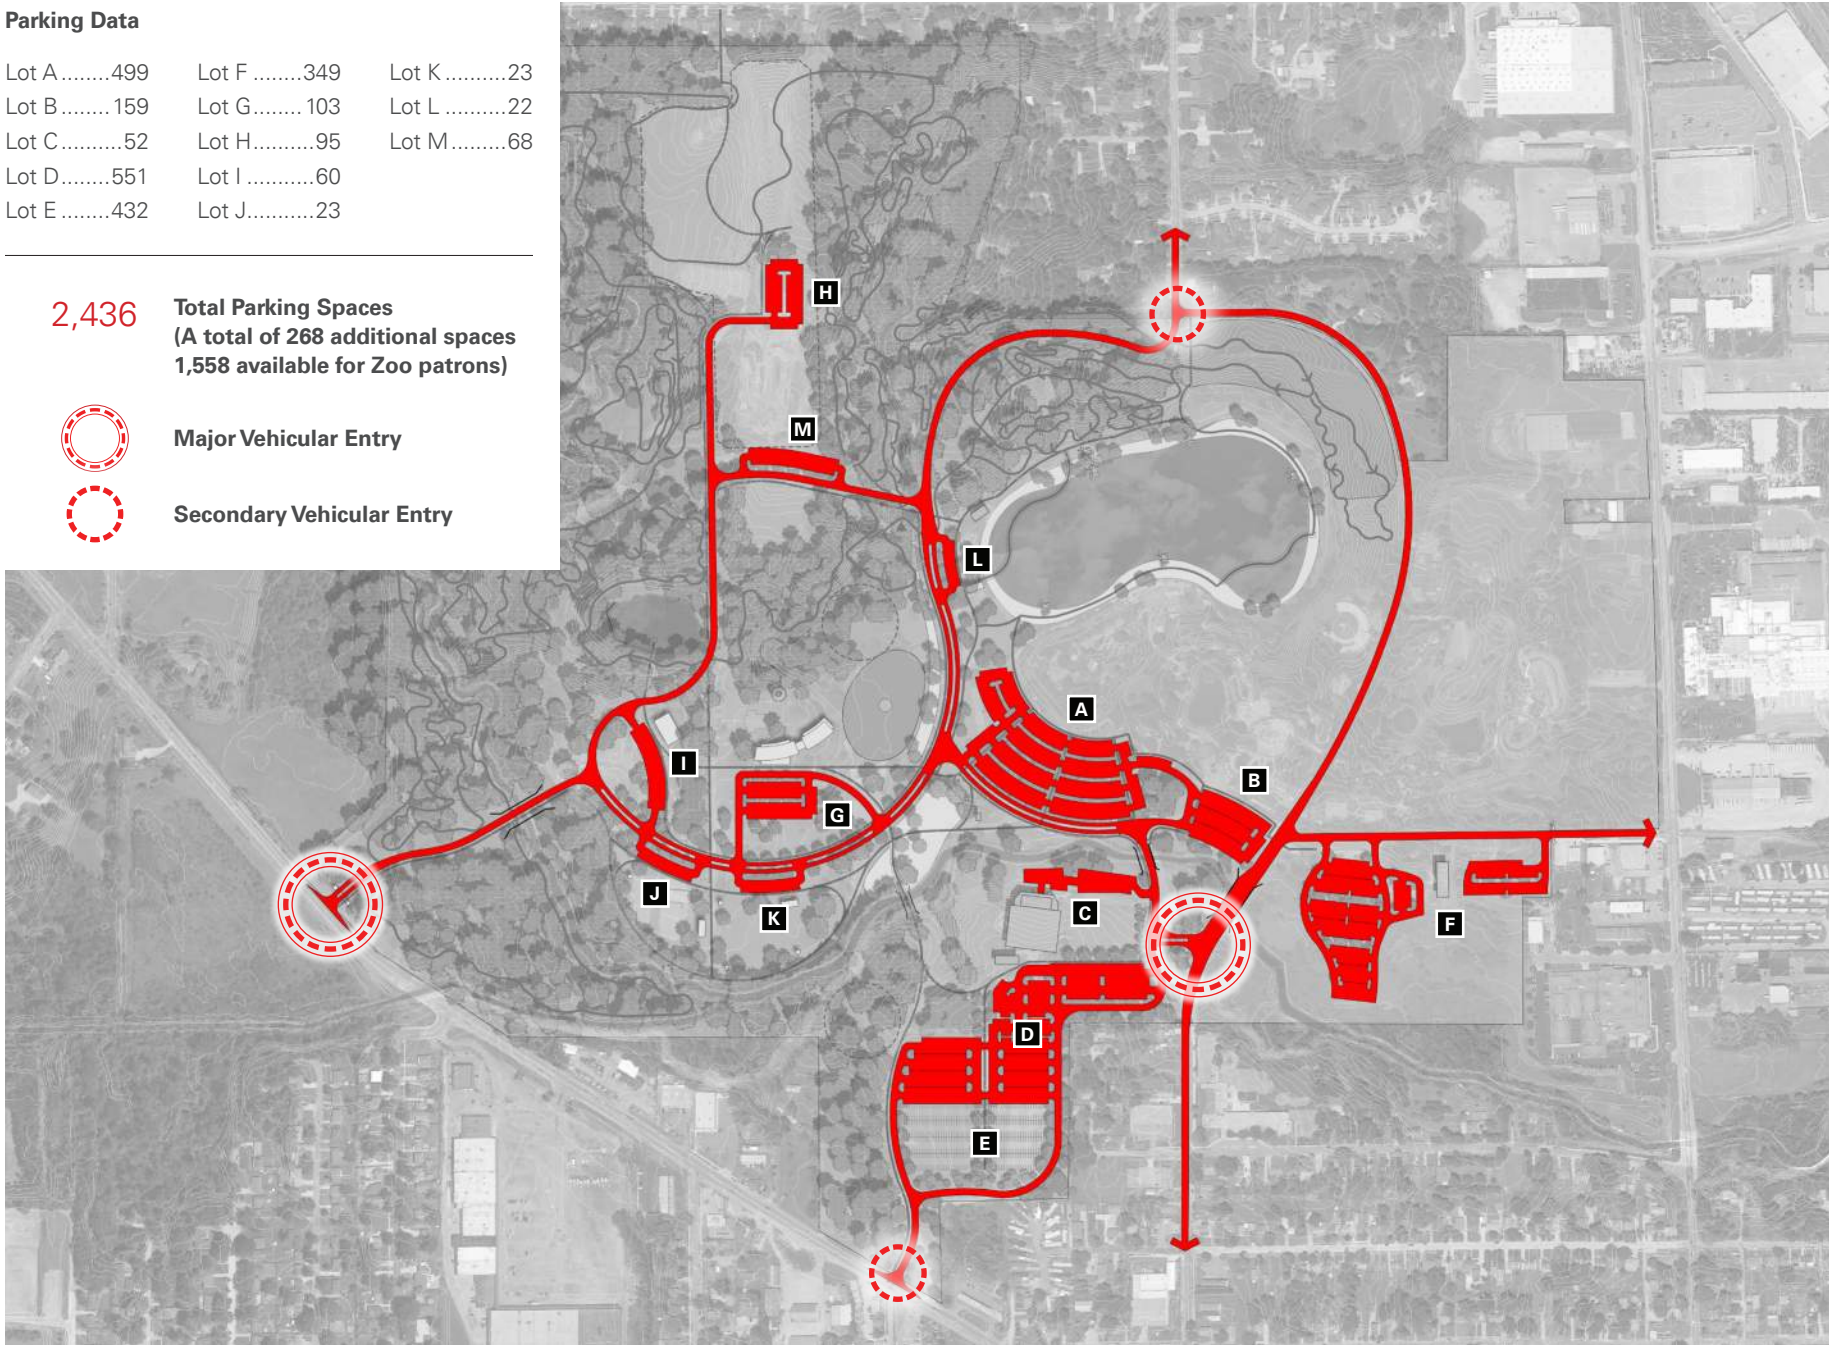 Parking Data
Lot A........499
Lot B........159
Lot C..........52
Lot D........551
Lot E........432
Lot F........349
Lot G........103
Lot H..........95
Lot I...........60
Lot J...........23
Lot K..........23
Lot L..........22
Lot M.........68
2,436
Total Parking Spaces
(A total of 268 additional spaces
1,558 available for Zoo patrons)
Major Vehicular Entry
Secondary Vehicular Entry
H
M
L
A
I
B
G
J
K
C
F
D
E